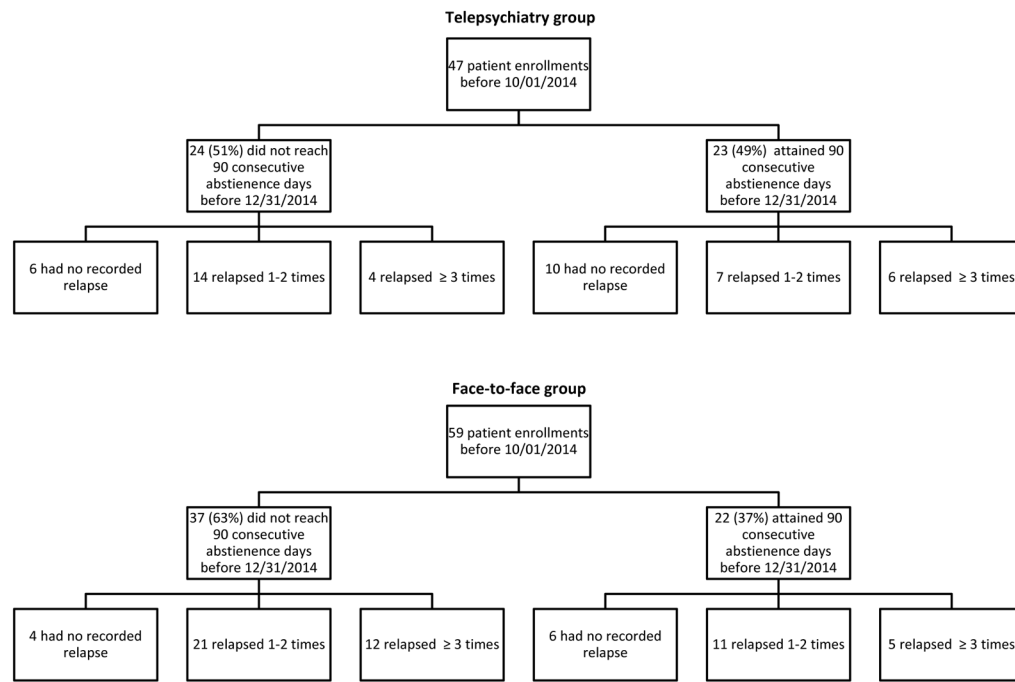 Telepsychiatry group
47 patient enrollments
before 10/01/2014
24 (51%) did not reach
90 consecutive
abstienence days
before 12/31/2014
23 (49%) attained 90
consecutive
abstienence days
before 12/31/2014
6 had no recorded
relapse
14 relapsed 1-2 times
4 relapsed ≥ 3 times
10 had no recorded
relapse
7 relapsed 1-2 times
6 relapsed ≥ 3 times
Face-to-face group
59 patient enrollments
before 10/01/2014
37 (63%) did not reach
90 consecutive
abstienence days
before 12/31/2014
22 (37%) attained 90
consecutive
abstienence days
before 12/31/2014
4 had no recorded
relapse
21 relapsed 1-2 times
12 relapsed ≥ 3 times
6 had no recorded
relapse
11 relapsed 1-2 times
5 relapsed ≥ 3 times